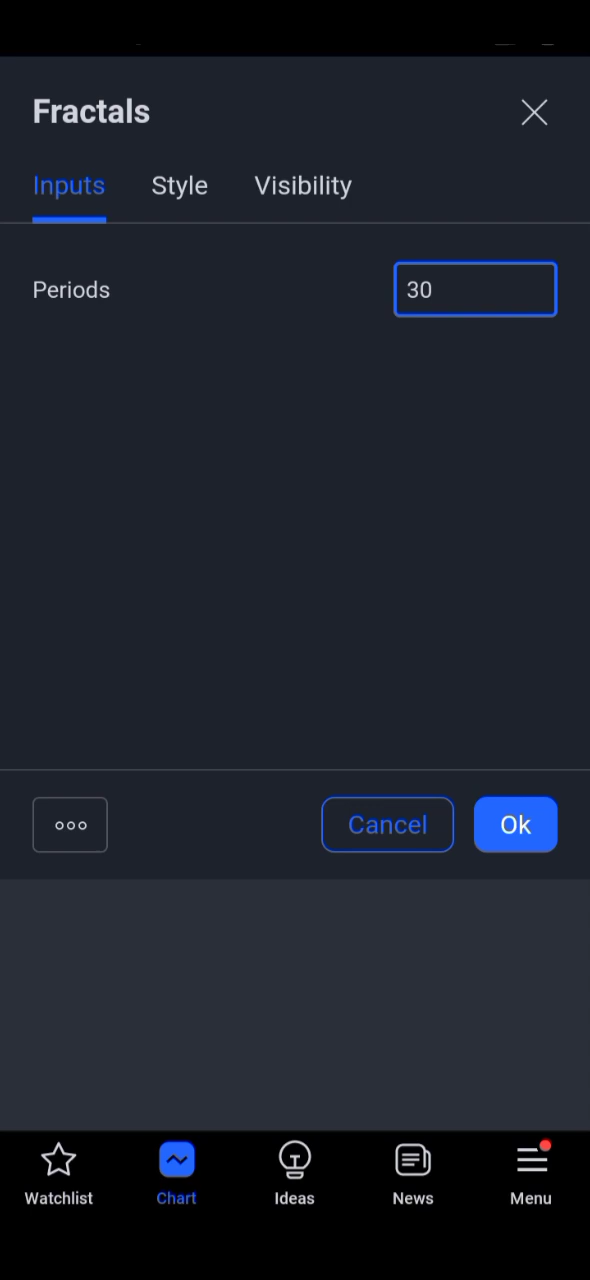 Fractals
Inputs Style Visibility
Periods 30
Cancel Ok
Watchlist Chart Ideas News Menu